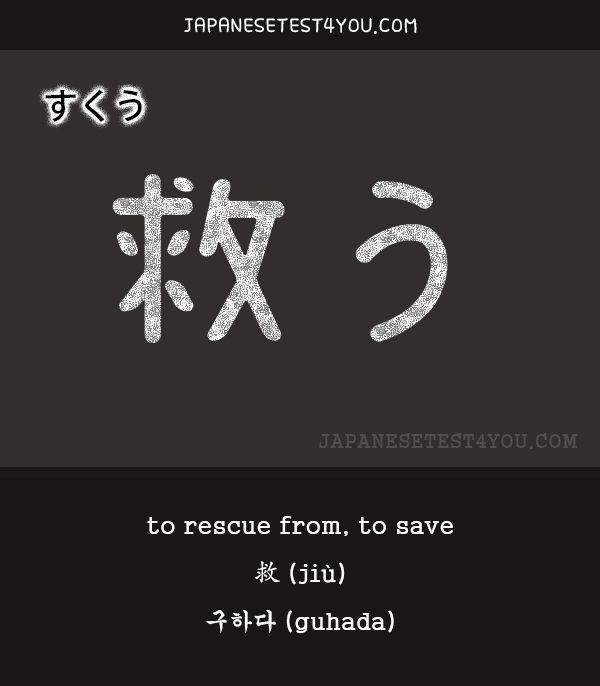 JAPANESETEST4YOU.COM
すくう
救う
JAPANESETEST4YOU.COM
to rescue from, to save
救 (jiù)
구하다 (guhada)